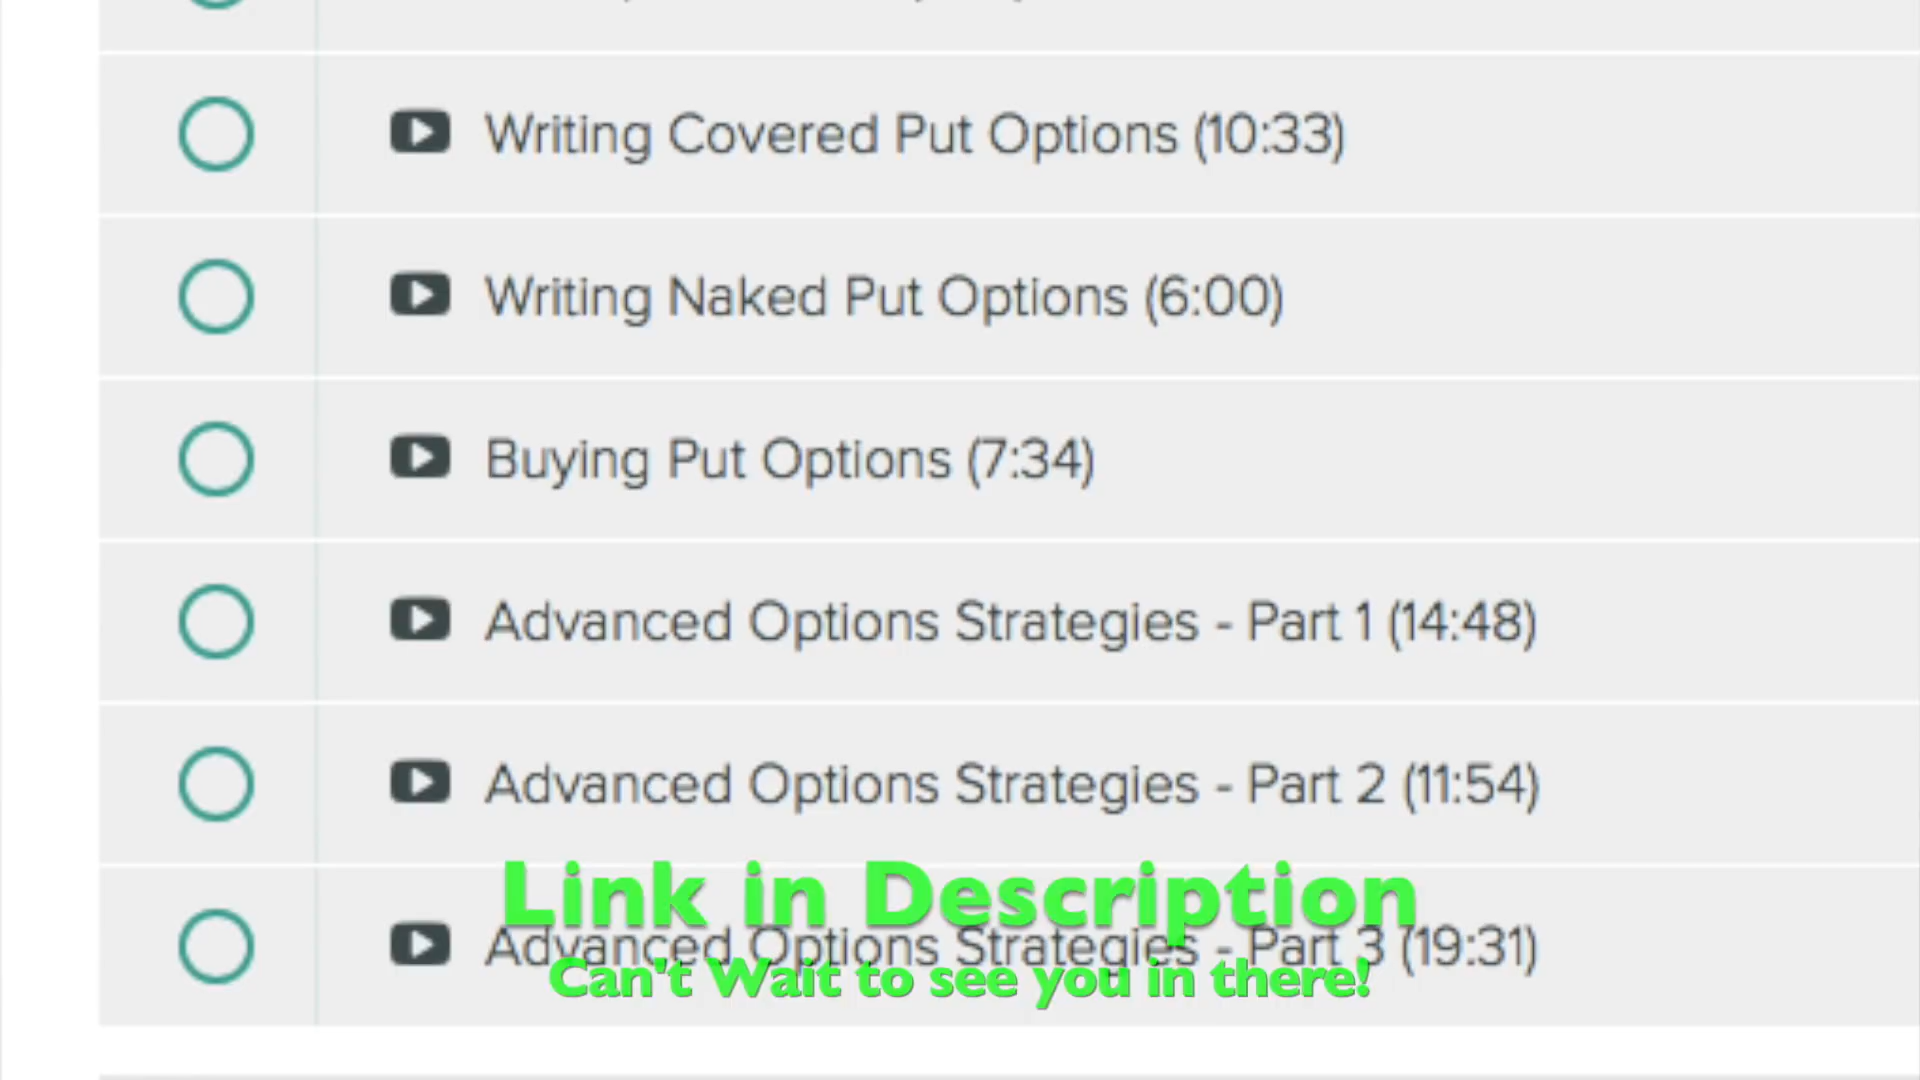 Writing Covered Put Options (10:33)
Writing Naked Put Options (6:00)
Buying Put Options (7:34)
Advanced Options Strategies - Part 1 (14:48)
Advanced Options Strategies - Part 2 (11:54)
Link in Description
Advanced Options Strategies - Part 3 (19:31)
Can't Wait to see you in there!